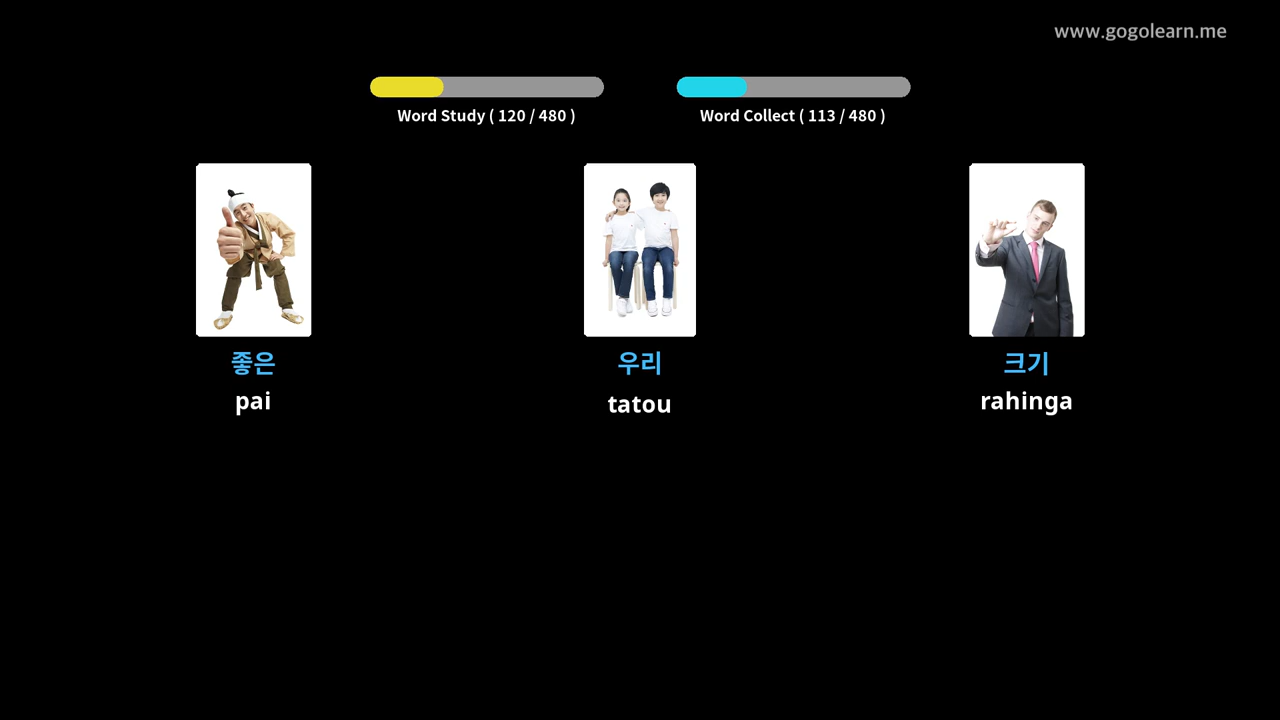 www.gogolearn.me
Word Study ( 120 / 480 )
Word Collect ( 113 / 480 )
좋은
pai
우리
tatou
크기
rahinga